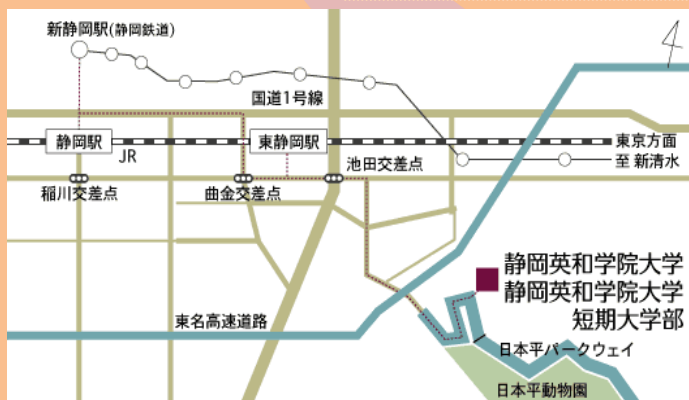 新静岡駅(静岡鉄道)
国道1号線
静岡駅
JR
東静岡駅
東京方面
至 新清水
池田交差点
稲川交差点
曲金交差点
静岡英和学院大学
静岡英和学院大学
短期大学部
東名高速道路
日本平パークウェイ
日本平動物園